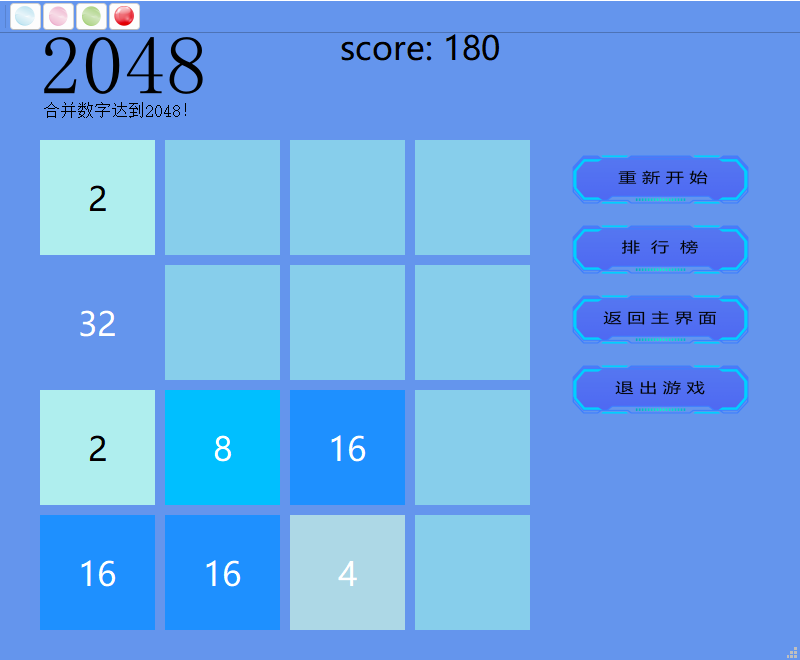 2048
score: 180
合并数字达到2048!
2
32
2 8 16
16 16 4
重新开始
排行榜
返回主界面
退出游戏